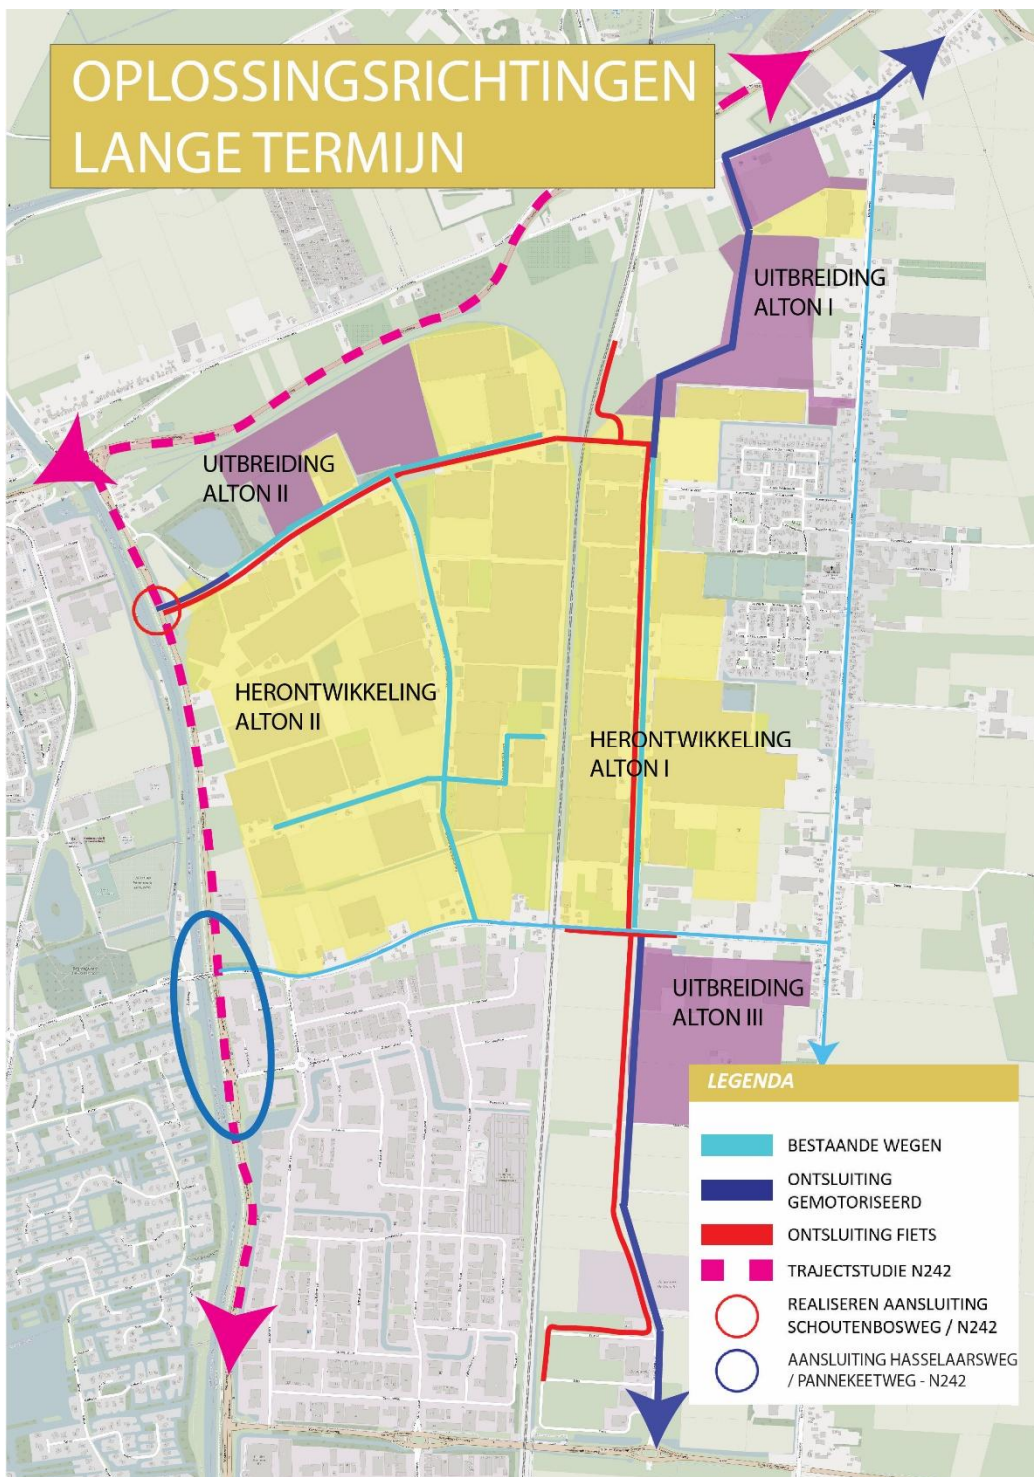 OPLOSSINGSRICHTINGEN
LANGE TERMIJN
UITBREIDING
ALTON I
UITBREIDING
ALTON II
HERONTWIKKELING
ALTON II
HERONTWIKKELING
ALTON I
UITBREIDING
ALTON III
LEGENDA
BESTAANDE WEGEN
ONTSLUITING
GEMOTORISEERD
ONTSLUITING FIETS
TRAJECTSTUDIE N242
REALISEREN AANSLUITING
SCHOUTENBOSWEG / N242
AANSLUITING HASSELAARSWEG
/ PANNEKEETWEG - N242